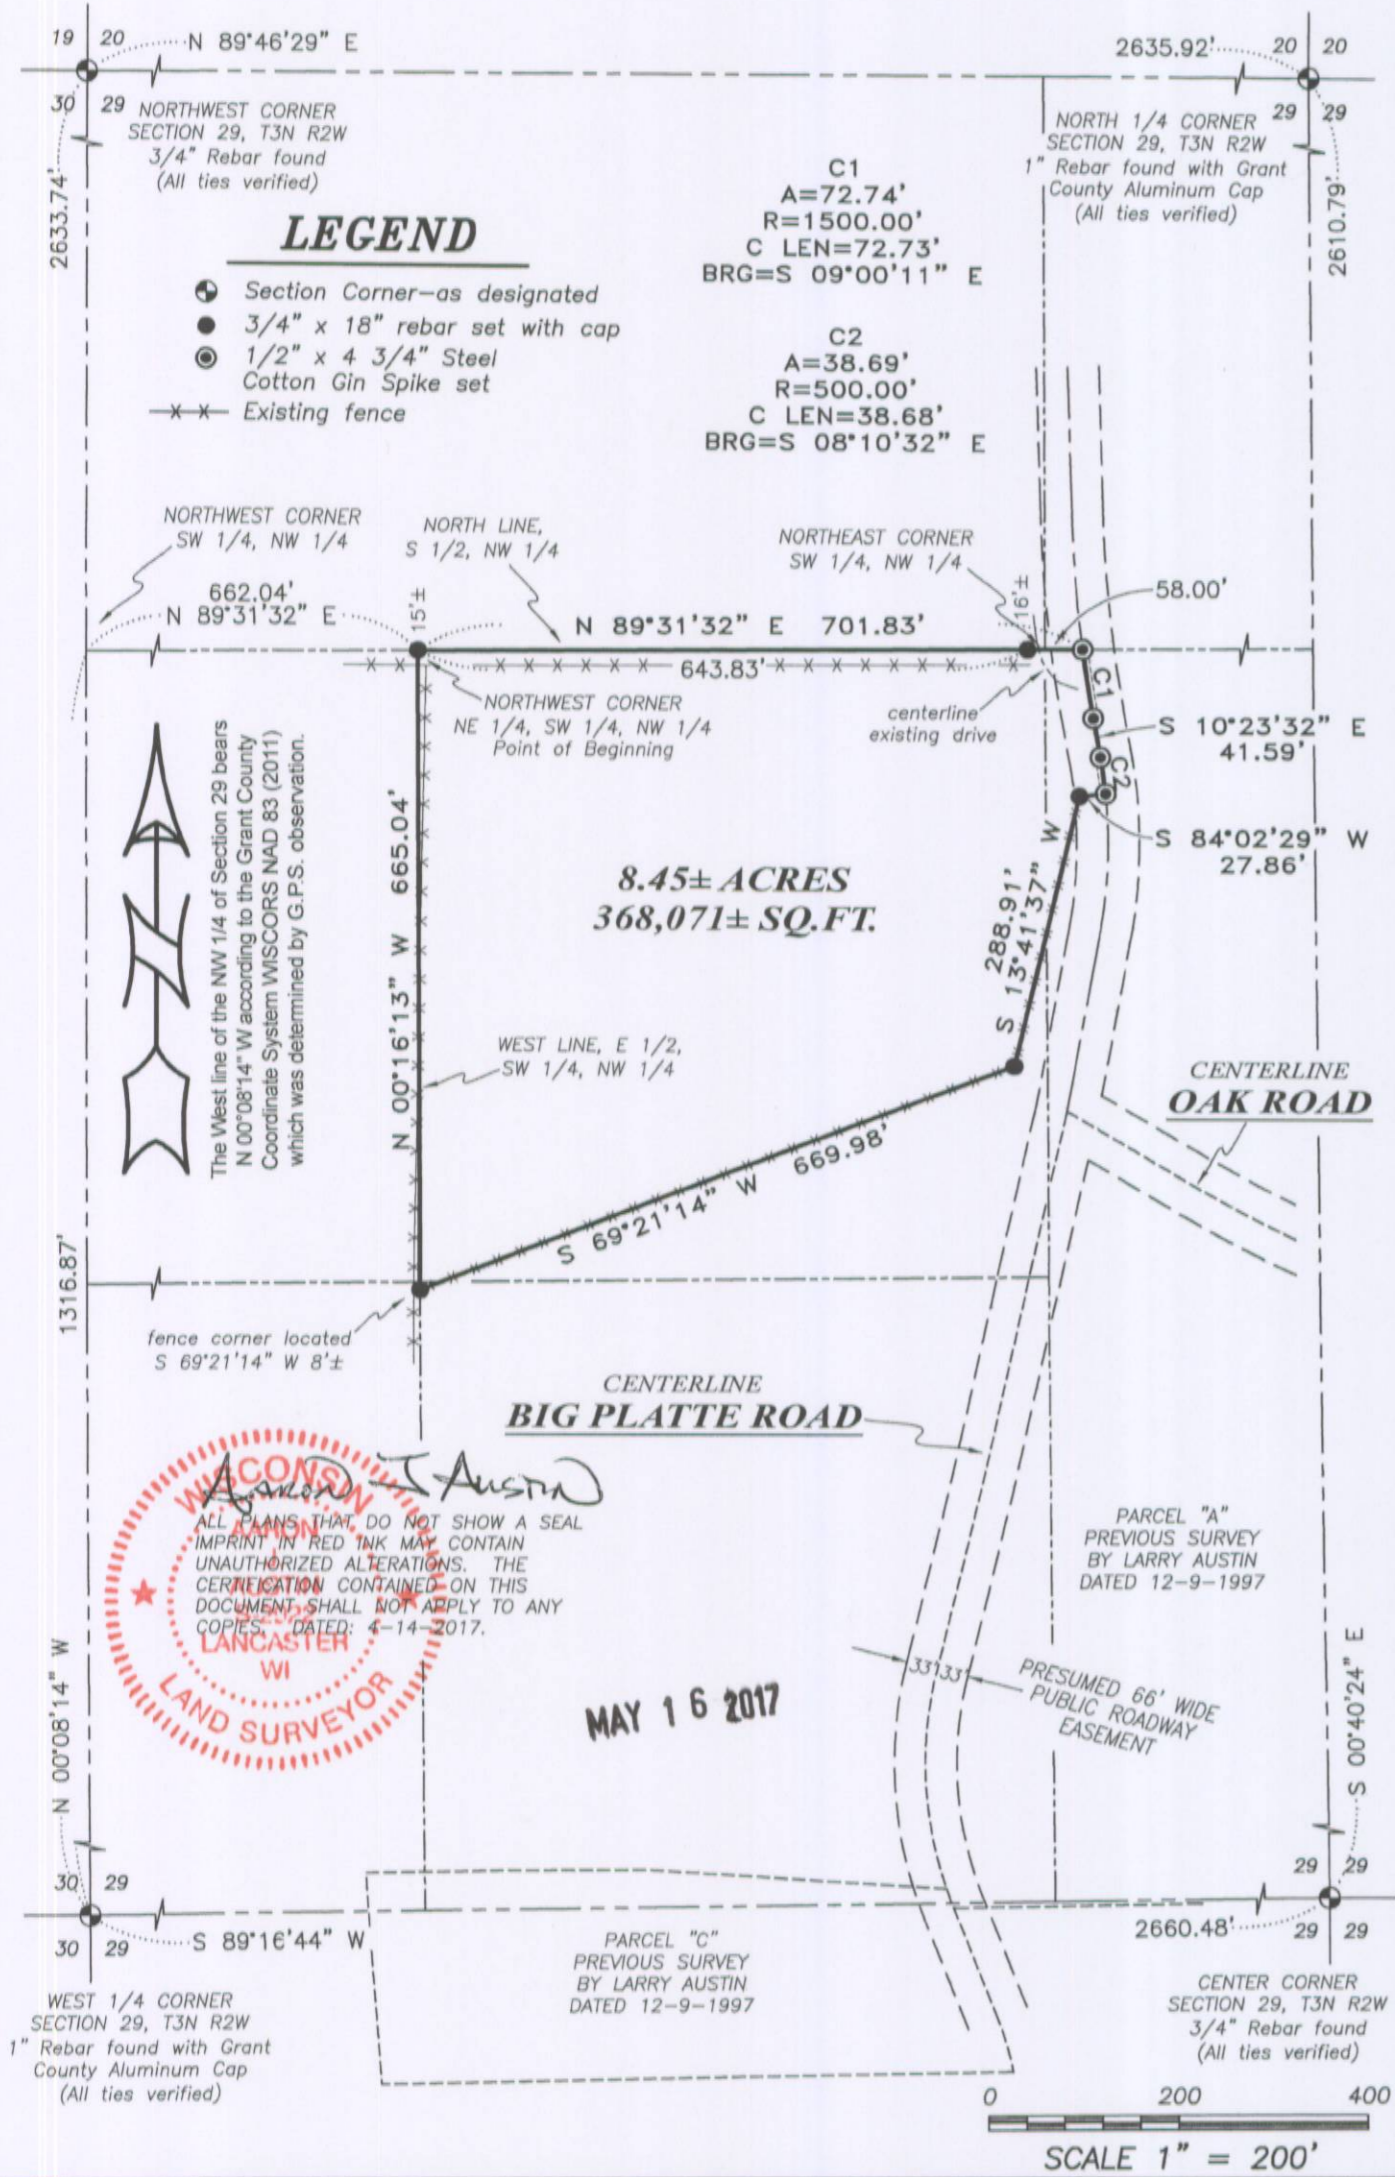 19 20
N 89°46'29" E
2635.92'
20 20
30 29
NORTHWEST CORNER
SECTION 29, T3N R2W
3/4" Rebar found
(All ties verified)
29 29
NORTH 1/4 CORNER
SECTION 29, T3N R2W
1" Rebar found with Grant
County Aluminum Cap
(All ties verified)
2633.74'
2610.79'
C1
A=72.74'
R=1500.00'
C LEN=72.73'
BRG=S 09°00'11" E
LEGEND
Section Corner-as designated
3/4" x 18" rebar set with cap
1/2" x 4 3/4" Steel
Cotton Gin Spike set
Existing fence
C2
A=38.69'
R=500.00'
C LEN=38.68'
BRG=S 08°10'32" E
NORTHWEST CORNER
SW 1/4, NW 1/4
NORTH LINE,
S 1/2, NW 1/4
NORTHEAST CORNER
SW 1/4, NW 1/4
662.04'
N 89°31'32" E
15'±
16'±
58.00'
N 89°31'32" E 701.83'
643.83'
NORTHWEST CORNER
NE 1/4, SW 1/4, NW 1/4
Point of Beginning
centerline
existing drive
C1
S 10°23'32" E
41.59'
C2
S 84°02'29" W
27.86'
The West line of the NW 1/4 of Section 29 bears
N 00°08'14" W according to the Grant County
Coordinate System WISCORS NAD 83 (2011)
which was determined by G.P.S. observation.
N 00°16'13" W 665.04'
8.45± ACRES
368,071± SQ.FT.
288.91'
S 13°41'37" W
WEST LINE, E 1/2,
SW 1/4, NW 1/4
CENTERLINE
OAK ROAD
S 69°21'14" W 669.98'
1316.87'
fence corner located
S 69°21'14" W 8'±
CENTERLINE
BIG PLATTE ROAD
Aaron J Austin
WISCONSIN
AARON
J
AUSTIN
LANCASTER
WI
LAND SURVEYOR
ALL PLANS THAT DO NOT SHOW A SEAL
IMPRINT IN RED INK MAY CONTAIN
UNAUTHORIZED ALTERATIONS. THE
CERTIFICATION CONTAINED ON THIS
DOCUMENT SHALL NOT APPLY TO ANY
COPIES. DATED: 4-14-2017.
PARCEL "A"
PREVIOUS SURVEY
BY LARRY AUSTIN
DATED 12-9-1997
MAY 16 2017
33' 33'
PRESUMED 66' WIDE
PUBLIC ROADWAY
EASEMENT
N 00°08'14" W
S 00°40'24" E
30 29
29 29
S 89°16'44" W
2660.48'
30 29
29 29
PARCEL "C"
PREVIOUS SURVEY
BY LARRY AUSTIN
DATED 12-9-1997
WEST 1/4 CORNER
SECTION 29, T3N R2W
1" Rebar found with Grant
County Aluminum Cap
(All ties verified)
CENTER CORNER
SECTION 29, T3N R2W
3/4" Rebar found
(All ties verified)
0 200 400
SCALE 1" = 200'